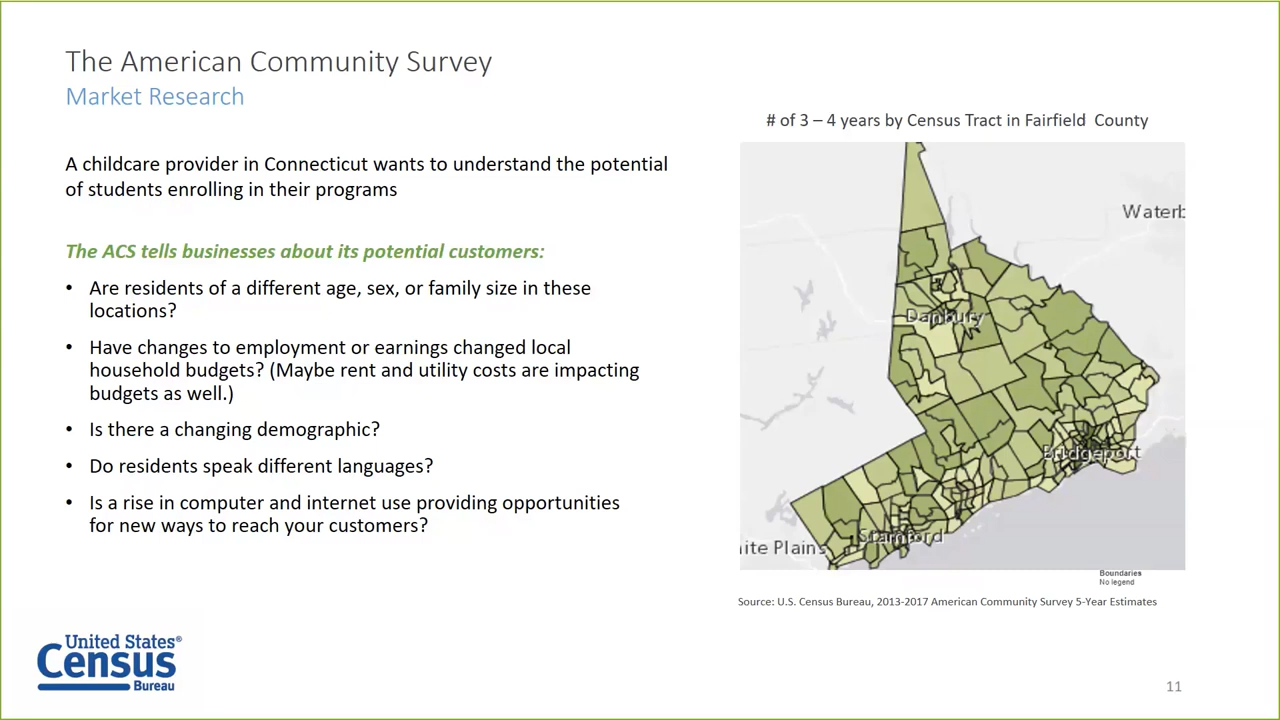 The American Community Survey
Market Research
A childcare provider in Connecticut wants to understand the potential
of students enrolling in their programs
The ACS tells businesses about its potential customers:
• Are residents of a different age, sex, or family size in these
locations?
• Have changes to employment or earnings changed local
household budgets? (Maybe rent and utility costs are impacting
budgets as well.)
• Is there a changing demographic?
• Do residents speak different languages?
• Is a rise in computer and internet use providing opportunities
for new ways to reach your customers?
# of 3 – 4 years by Census Tract in Fairfield County
Waterb
Danbury
Bridgeport
Stamford
ite Plains
Boundaries
No legend
Source: U.S. Census Bureau, 2013-2017 American Community Survey 5-Year Estimates
United States®
Census
Bureau
11